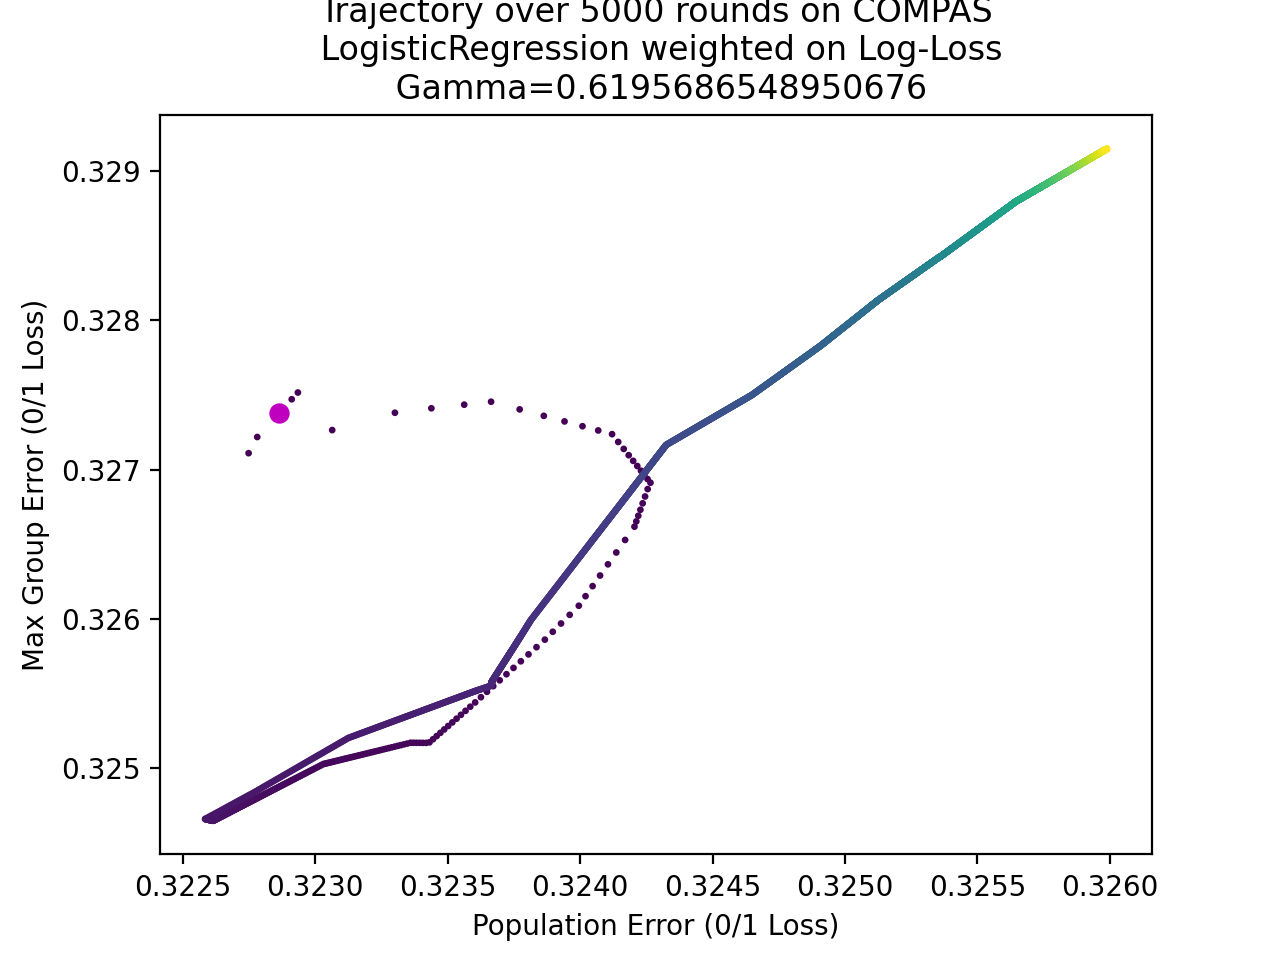 Trajectory over 5000 rounds on COMPAS
LogisticRegression weighted on Log-Loss
Gamma=0.6195686548950676
Max Group Error (0/1 Loss)
0.329
0.328
0.327
0.326
0.325
0.3225 0.3230 0.3235 0.3240 0.3245 0.3250 0.3255 0.3260
Population Error (0/1 Loss)